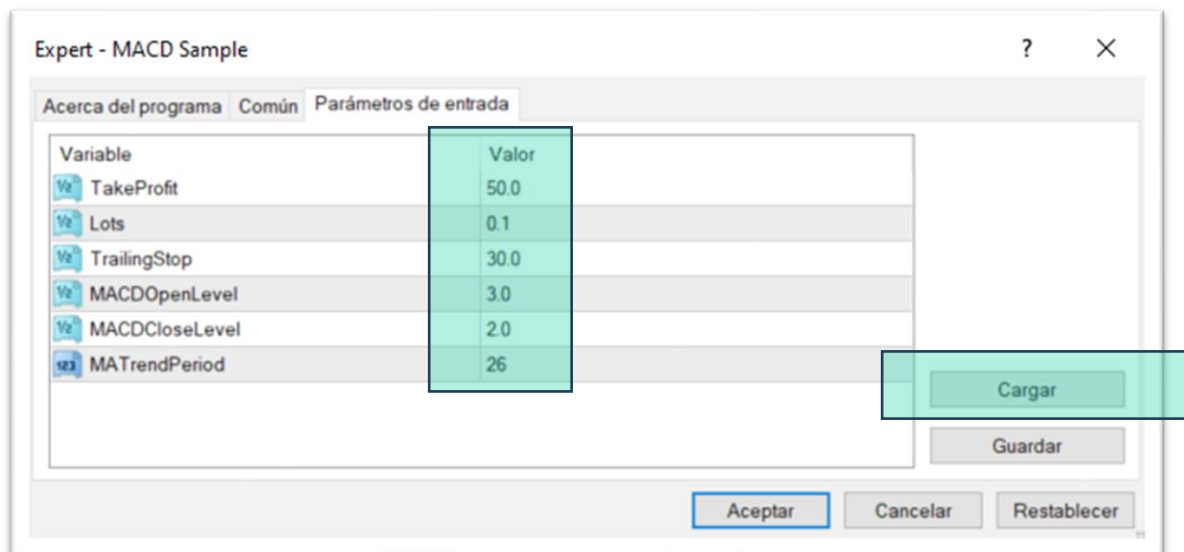 Expert - MACD Sample
?
Acerca del programa Común Parámetros de entrada
Variable Valor
TakeProfit 50.0
Lots 0.1
TrailingStop 30.0
MACDOpenLevel 3.0
MACDCloseLevel 2.0
MATrendPeriod 26
Cargar
Guardar
Aceptar Cancelar Restablecer